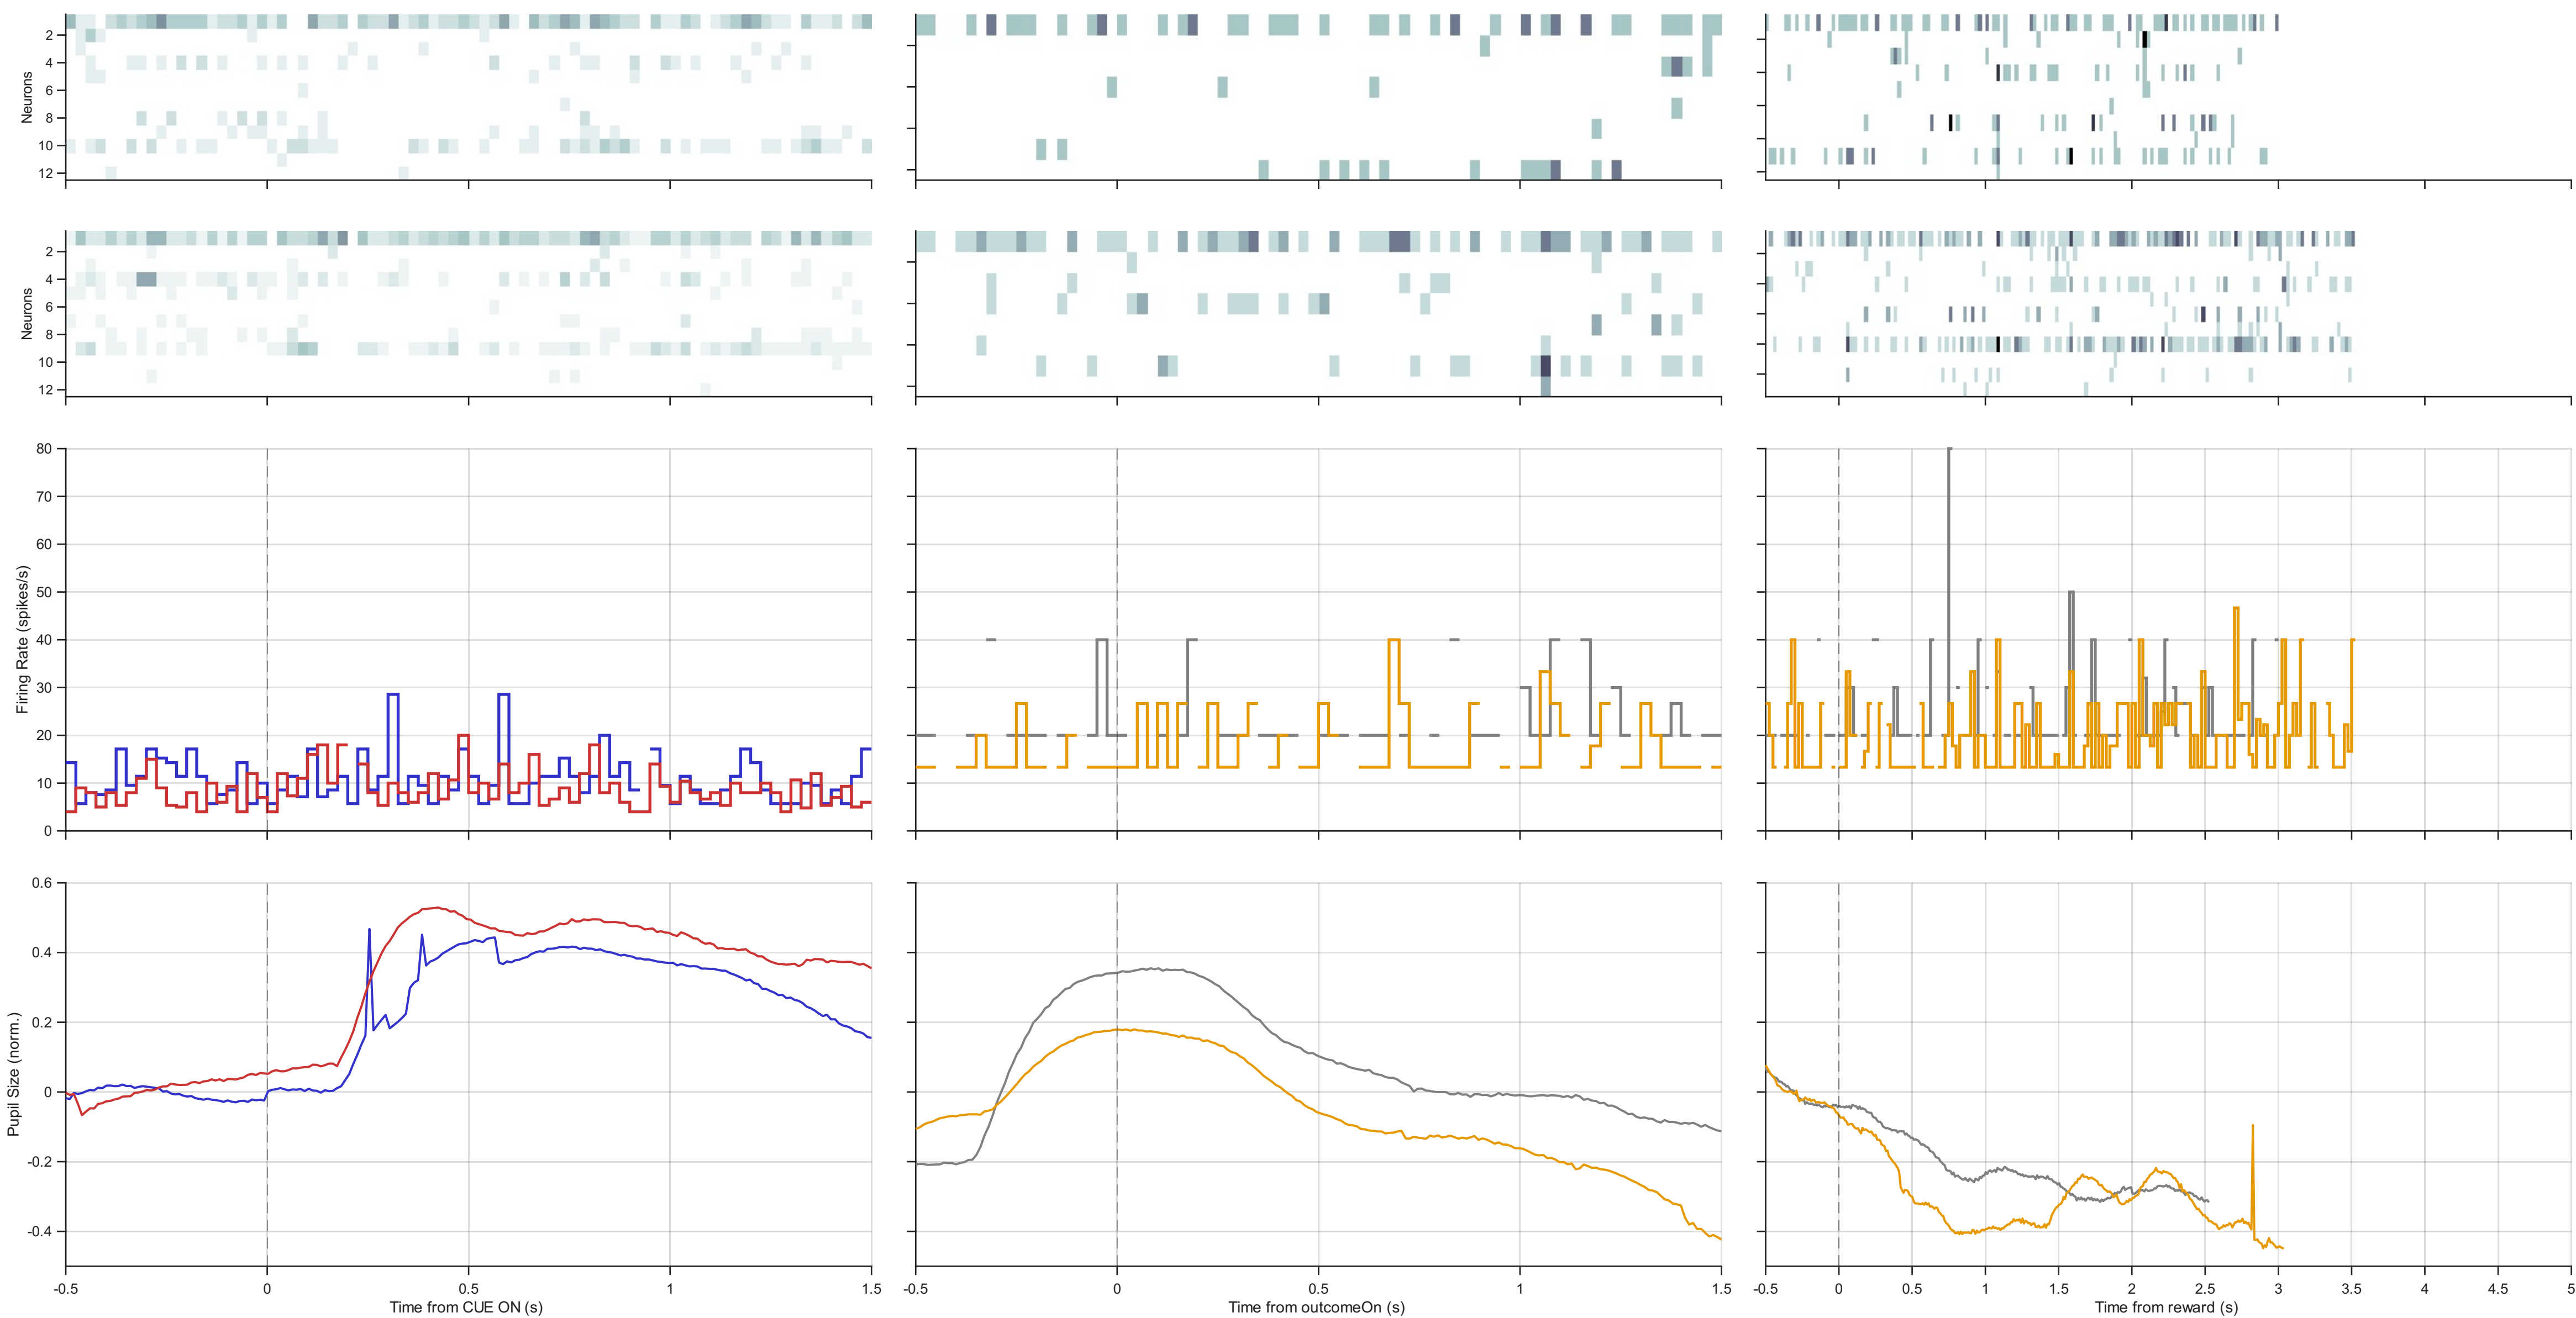 Neurons
2
4
6
8
10
12
Neurons
2
4
6
8
10
12
Firing Rate (spikes/s)
80
70
60
50
40
30
20
10
0
Pupil Size (norm.)
0.6
0.4
0.2
0
-0.2
-0.4
-0.5 0 0.5 1 1.5
Time from CUE ON (s)
-0.5 0 0.5 1 1.5
Time from outcomeOn (s)
-0.5 0 0.5 1 1.5 2 2.5 3 3.5 4 4.5 5
Time from reward (s)